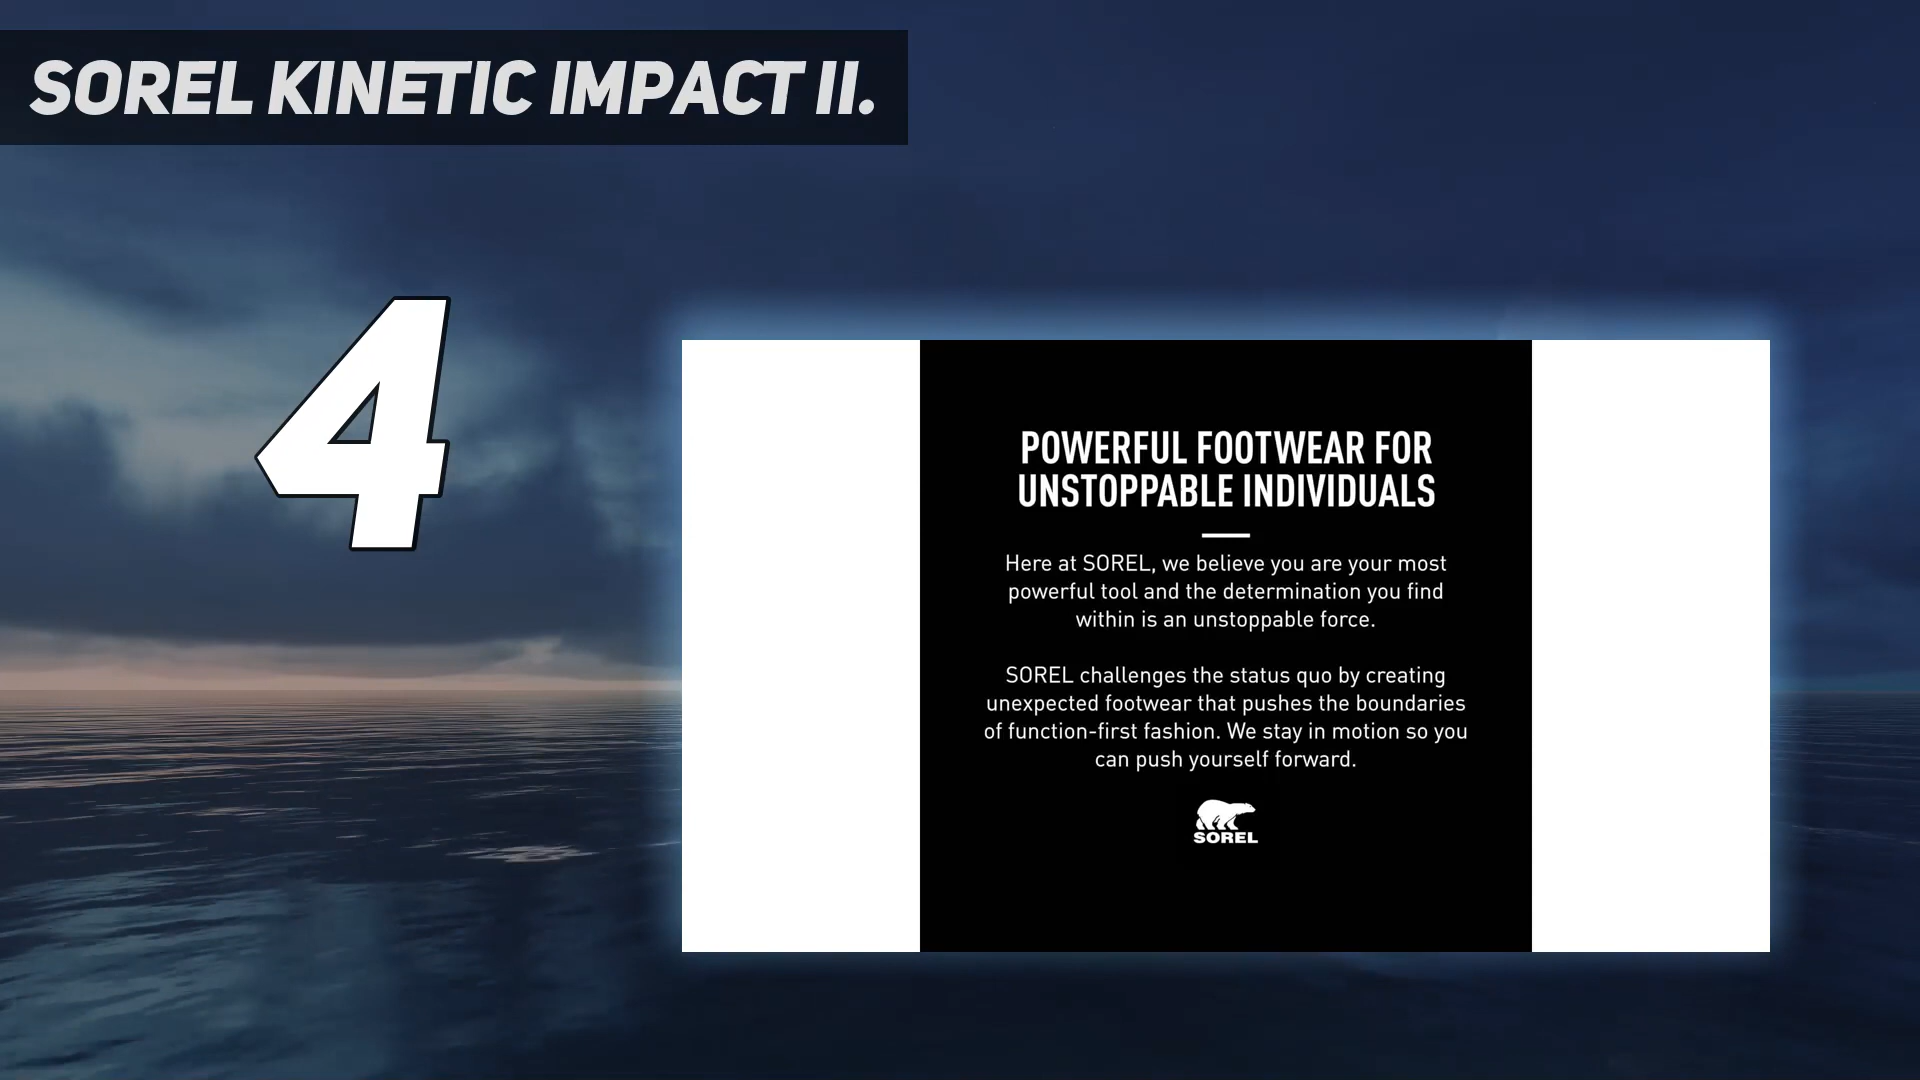 SOREL KINETIC IMPACT II.
4
POWERFUL FOOTWEAR FOR
UNSTOPPABLE INDIVIDUALS
Here at SOREL, we believe you are your most
powerful tool and the determination you find
within is an unstoppable force.
SOREL challenges the status quo by creating
unexpected footwear that pushes the boundaries
of function-first fashion. We stay in motion so you
can push yourself forward.
SOREL